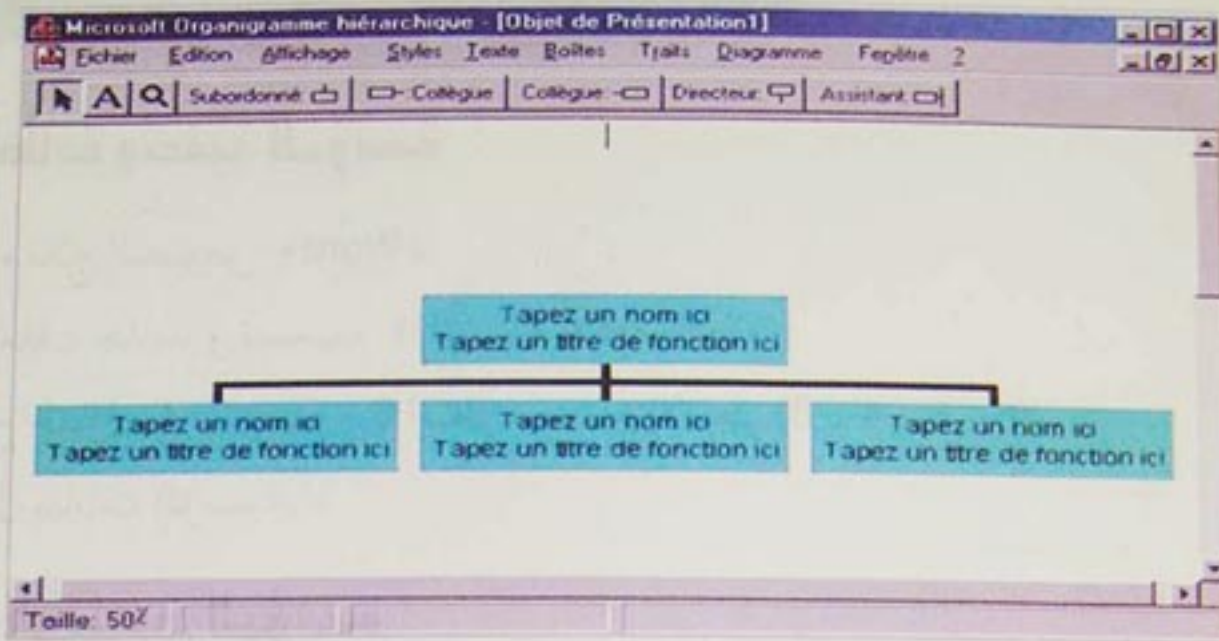 Microsoft Organigramme hiérarchique - [Objet de Présentation1]
Fichier Edition Affichage Styles Texte Boîtes Traits Diagramme Fenêtre ?
A Subordonné Collègue Collègue Directeur Assistant
Tapez un nom ici
Tapez un titre de fonction ici
Tapez un nom ici
Tapez un titre de fonction ici
Tapez un nom ici
Tapez un titre de fonction ici
Tapez un nom ici
Tapez un titre de fonction ici
Taille: 50%